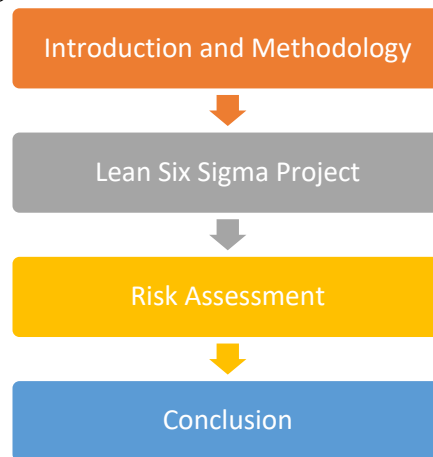 Introduction and Methodology
Lean Six Sigma Project
Risk Assessment
Conclusion